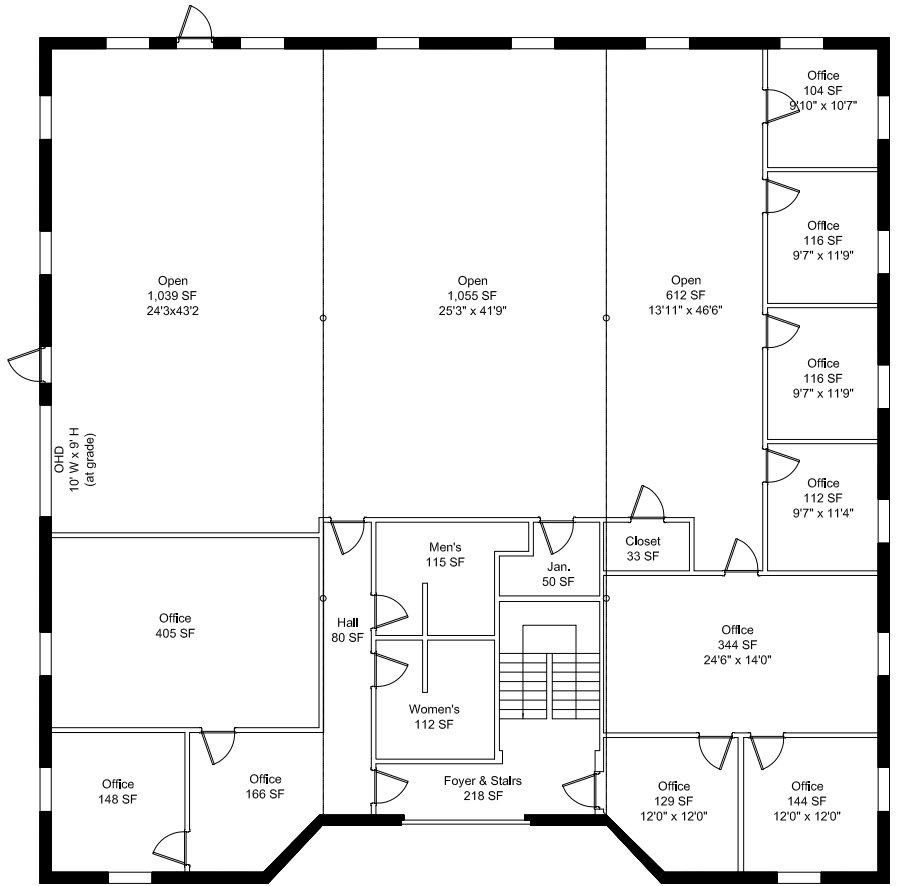 Office
104 SF
9'10" x 10'7"
Office
116 SF
9'7" x 11'9"
Open
1,039 SF
24'3x43'2
Open
1,055 SF
25'3" x 41'9"
Open
612 SF
13'11" x 46'6"
Office
116 SF
9'7" x 11'9"
OHD
10' W x 9' H
(at grade)
Office
112 SF
9'7" x 11'4"
Men's
115 SF
Jan.
50 SF
Closet
33 SF
Office
405 SF
Hall
80 SF
Office
344 SF
24'6" x 14'0"
Women's
112 SF
Office
148 SF
Office
166 SF
Foyer & Stairs
218 SF
Office
129 SF
12'0" x 12'0"
Office
144 SF
12'0" x 12'0"